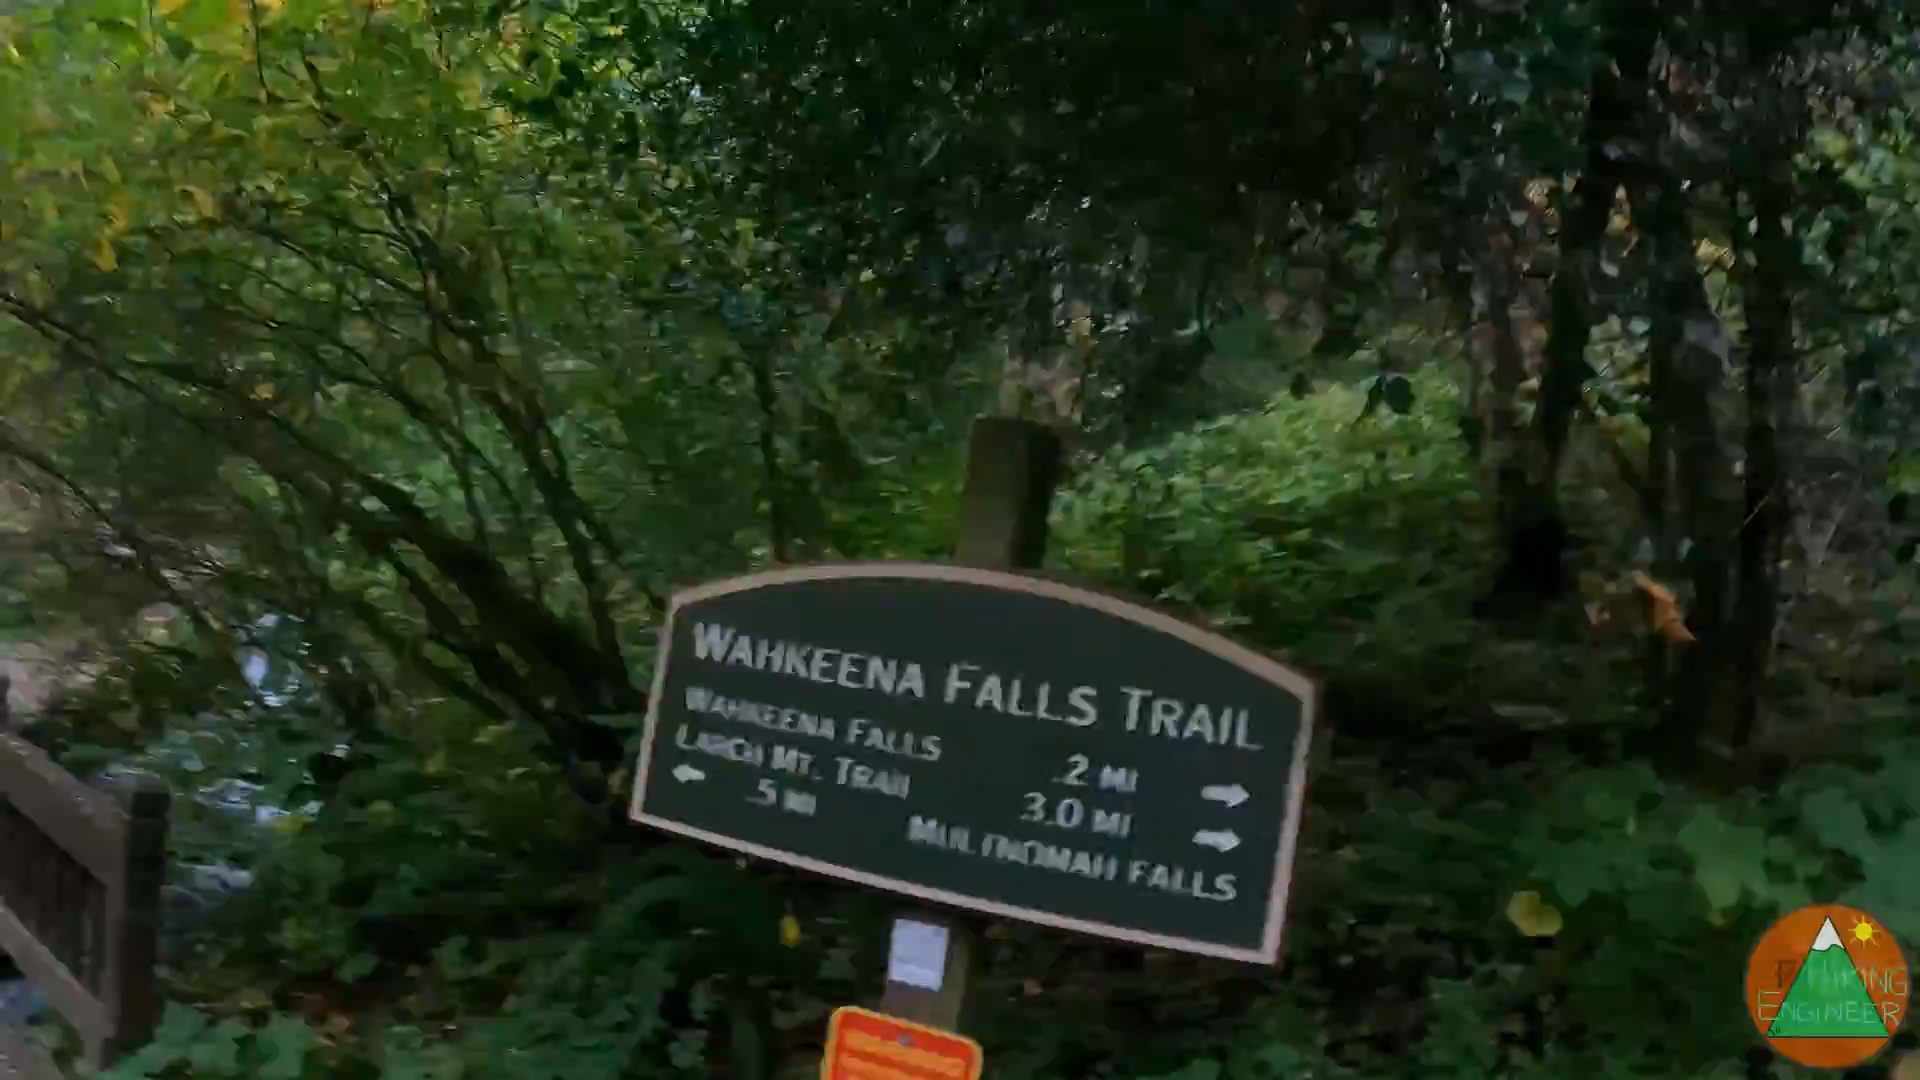 WAHKEENA FALLS TRAIL
WAHKEENA FALLS .2 MI →
LARCH MT. TRAIL 3.0 MI →
← .5 MI MULTNOMAH FALLS
HIKING
ENGINEER